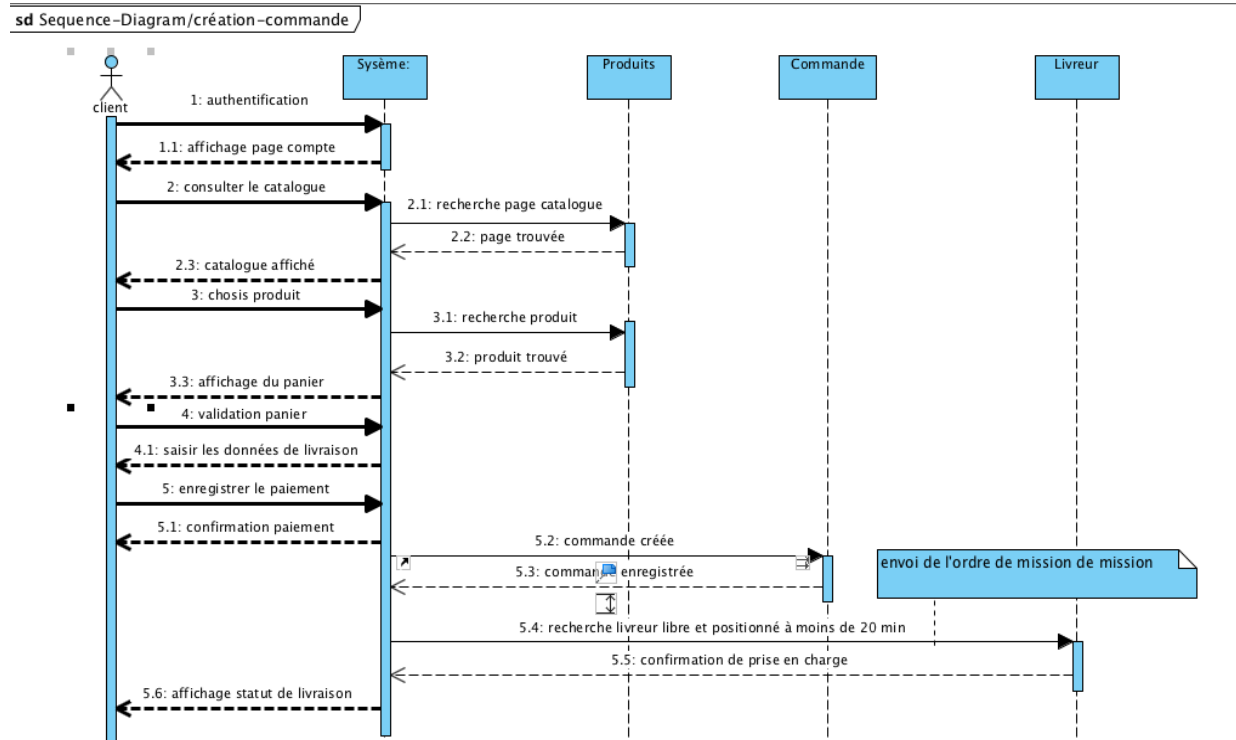 sd Sequence-Diagram/création-commande
client
Sysème:
Produits
Commande
Livreur
1: authentification
1.1: affichage page compte
2: consulter le catalogue
2.1: recherche page catalogue
2.2: page trouvée
2.3: catalogue affiché
3: chosis produit
3.1: recherche produit
3.2: produit trouvé
3.3: affichage du panier
4: validation panier
4.1: saisir les données de livraison
5: enregistrer le paiement
5.1: confirmation paiement
5.2: commande créée
envoi de l'ordre de mission de mission
5.3: commande enregistrée
5.4: recherche livreur libre et positionné à moins de 20 min
5.5: confirmation de prise en charge
5.6: affichage statut de livraison